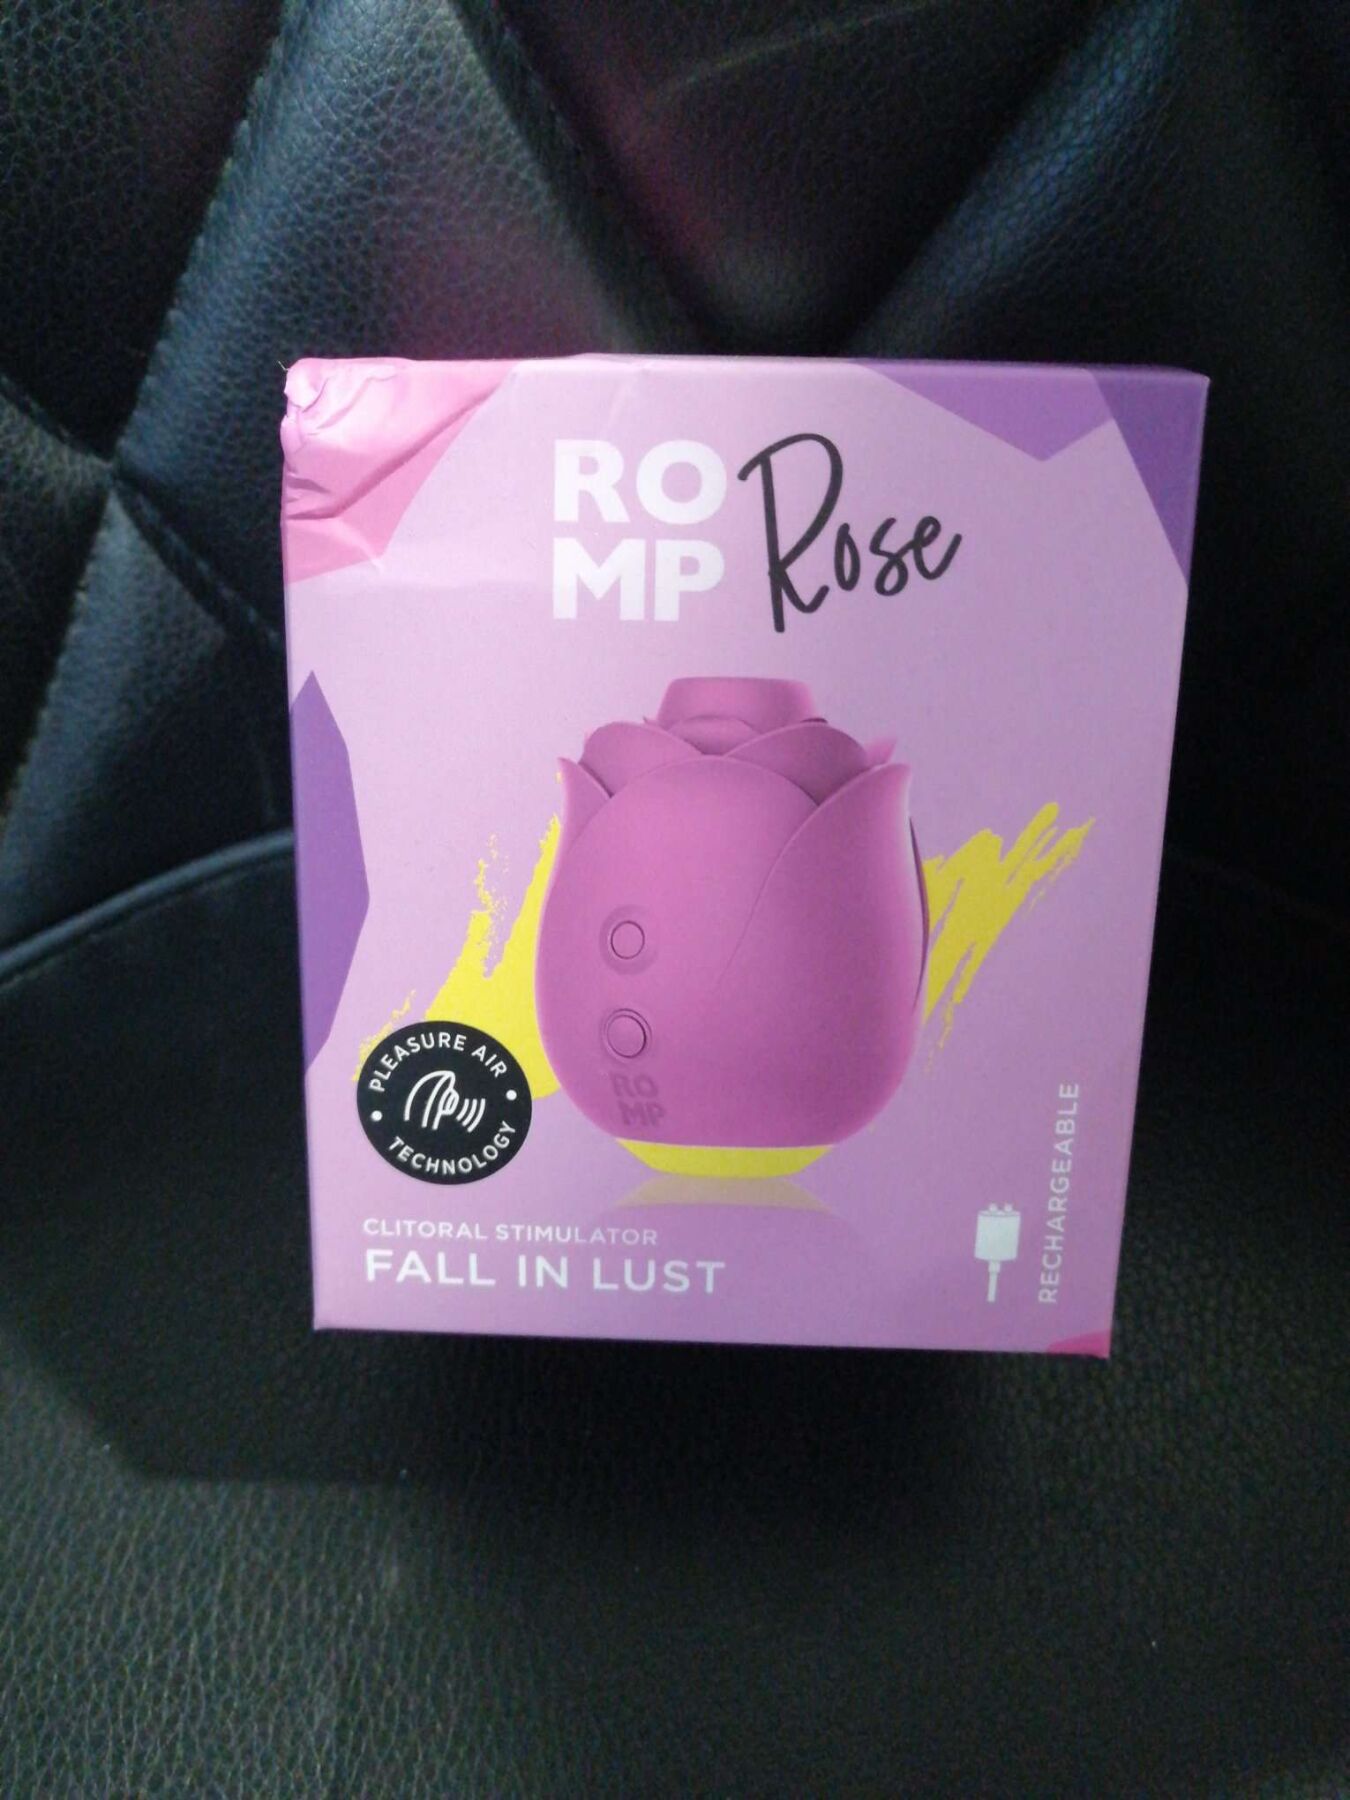 RO
MP
Rose
RO
MP
PLEASURE AIR
TECHNOLOGY
CLITORAL STIMULATOR
FALL IN LUST
RECHARGEABLE